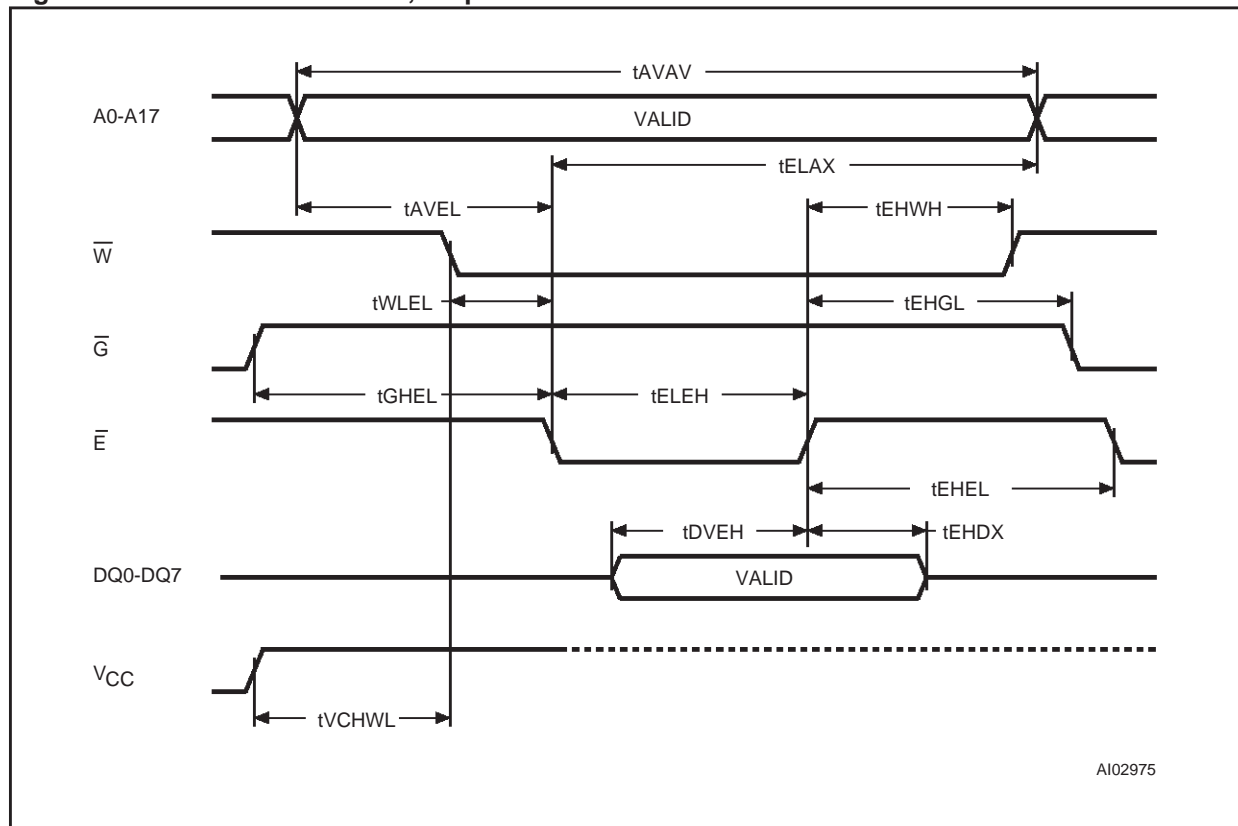 tAVAV
A0-A17
VALID
tELAX
tAVEL
tEHWH
W
tWLEL
tEHGL
G
tGHEL
tELEH
E
tEHEL
tDVEH
tEHDX
DQ0-DQ7
VALID
VCC
tVCHWL
AI02975